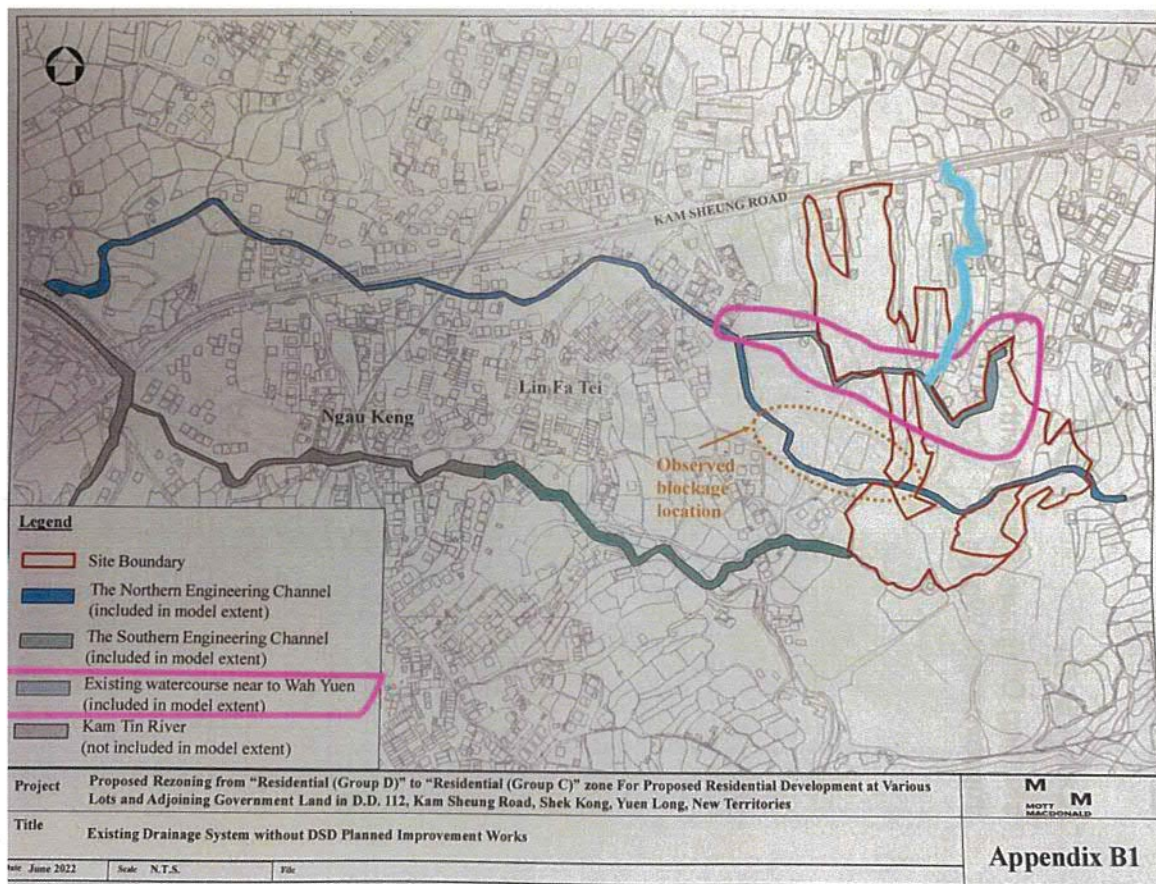 KAM SHEUNG ROAD
Lin Fa Tei
Ngau Keng
Observed
blockage
location
Legend
Site Boundary
The Northern Engineering Channel
(included in model extent)
The Southern Engineering Channel
(included in model extent)
Existing watercourse near to Wah Yuen
(included in model extent)
Kam Tin River
(not included in model extent)
Project
Proposed Rezoning from "Residential (Group D)" to "Residential (Group C)" zone For Proposed Residential Development at Various
Lots and Adjoining Government Land in D.D. 112, Kam Sheung Road, Shek Kong, Yuen Long, New Territories
M M
MOTT
MACDONALD
Title
Existing Drainage System without DSD Planned Improvement Works
Appendix B1
Date June 2022
Scale N.T.S.
File